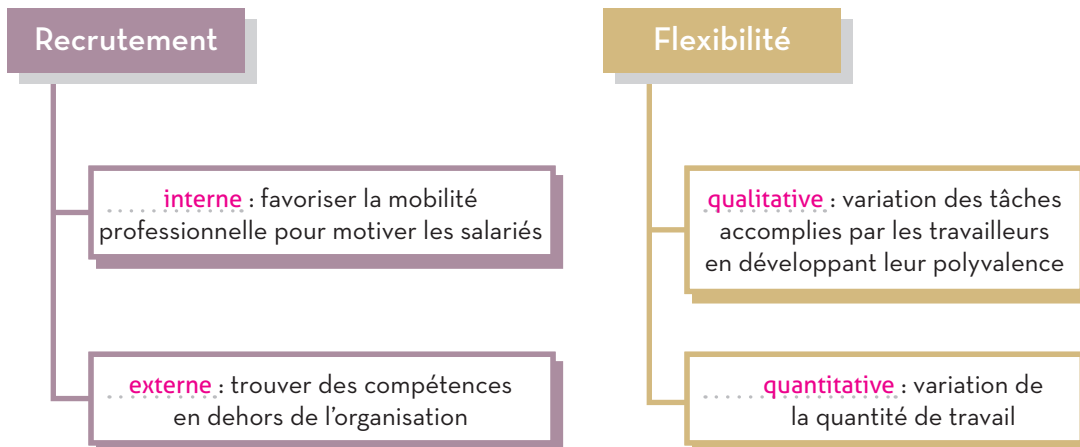 Recrutement
interne : favoriser la mobilité
professionnelle pour motiver les salariés
externe : trouver des compétences
en dehors de l'organisation
Flexibilité
qualitative : variation des tâches
accomplies par les travailleurs
en développant leur polyvalence
quantitative : variation de
la quantité de travail